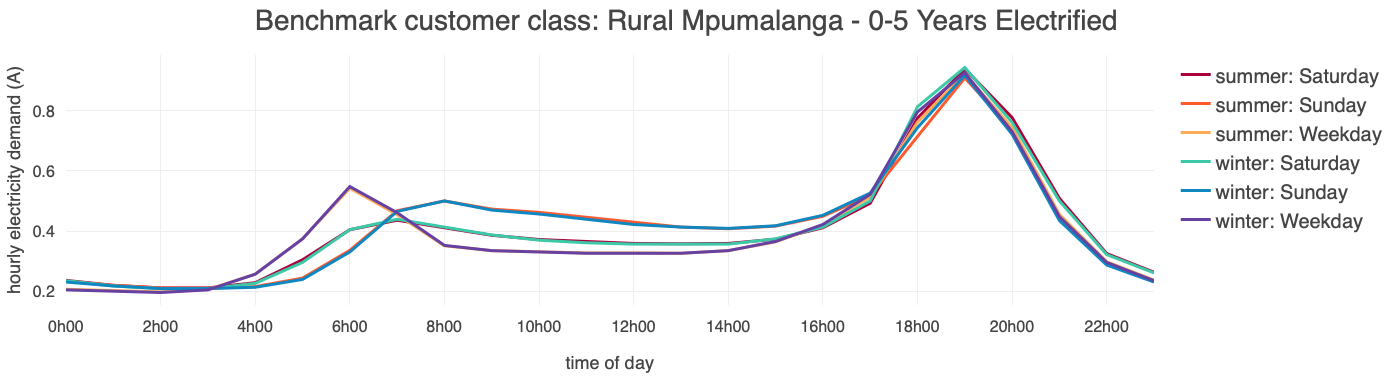 Benchmark customer class: Rural Mpumalanga - 0-5 Years Electrified
hourly electricity demand (A)
0.8
0.6
0.4
0.2
0h00 2h00 4h00 6h00 8h00 10h00 12h00 14h00 16h00 18h00 20h00 22h00
time of day
summer: Saturday
summer: Sunday
summer: Weekday
winter: Saturday
winter: Sunday
winter: Weekday